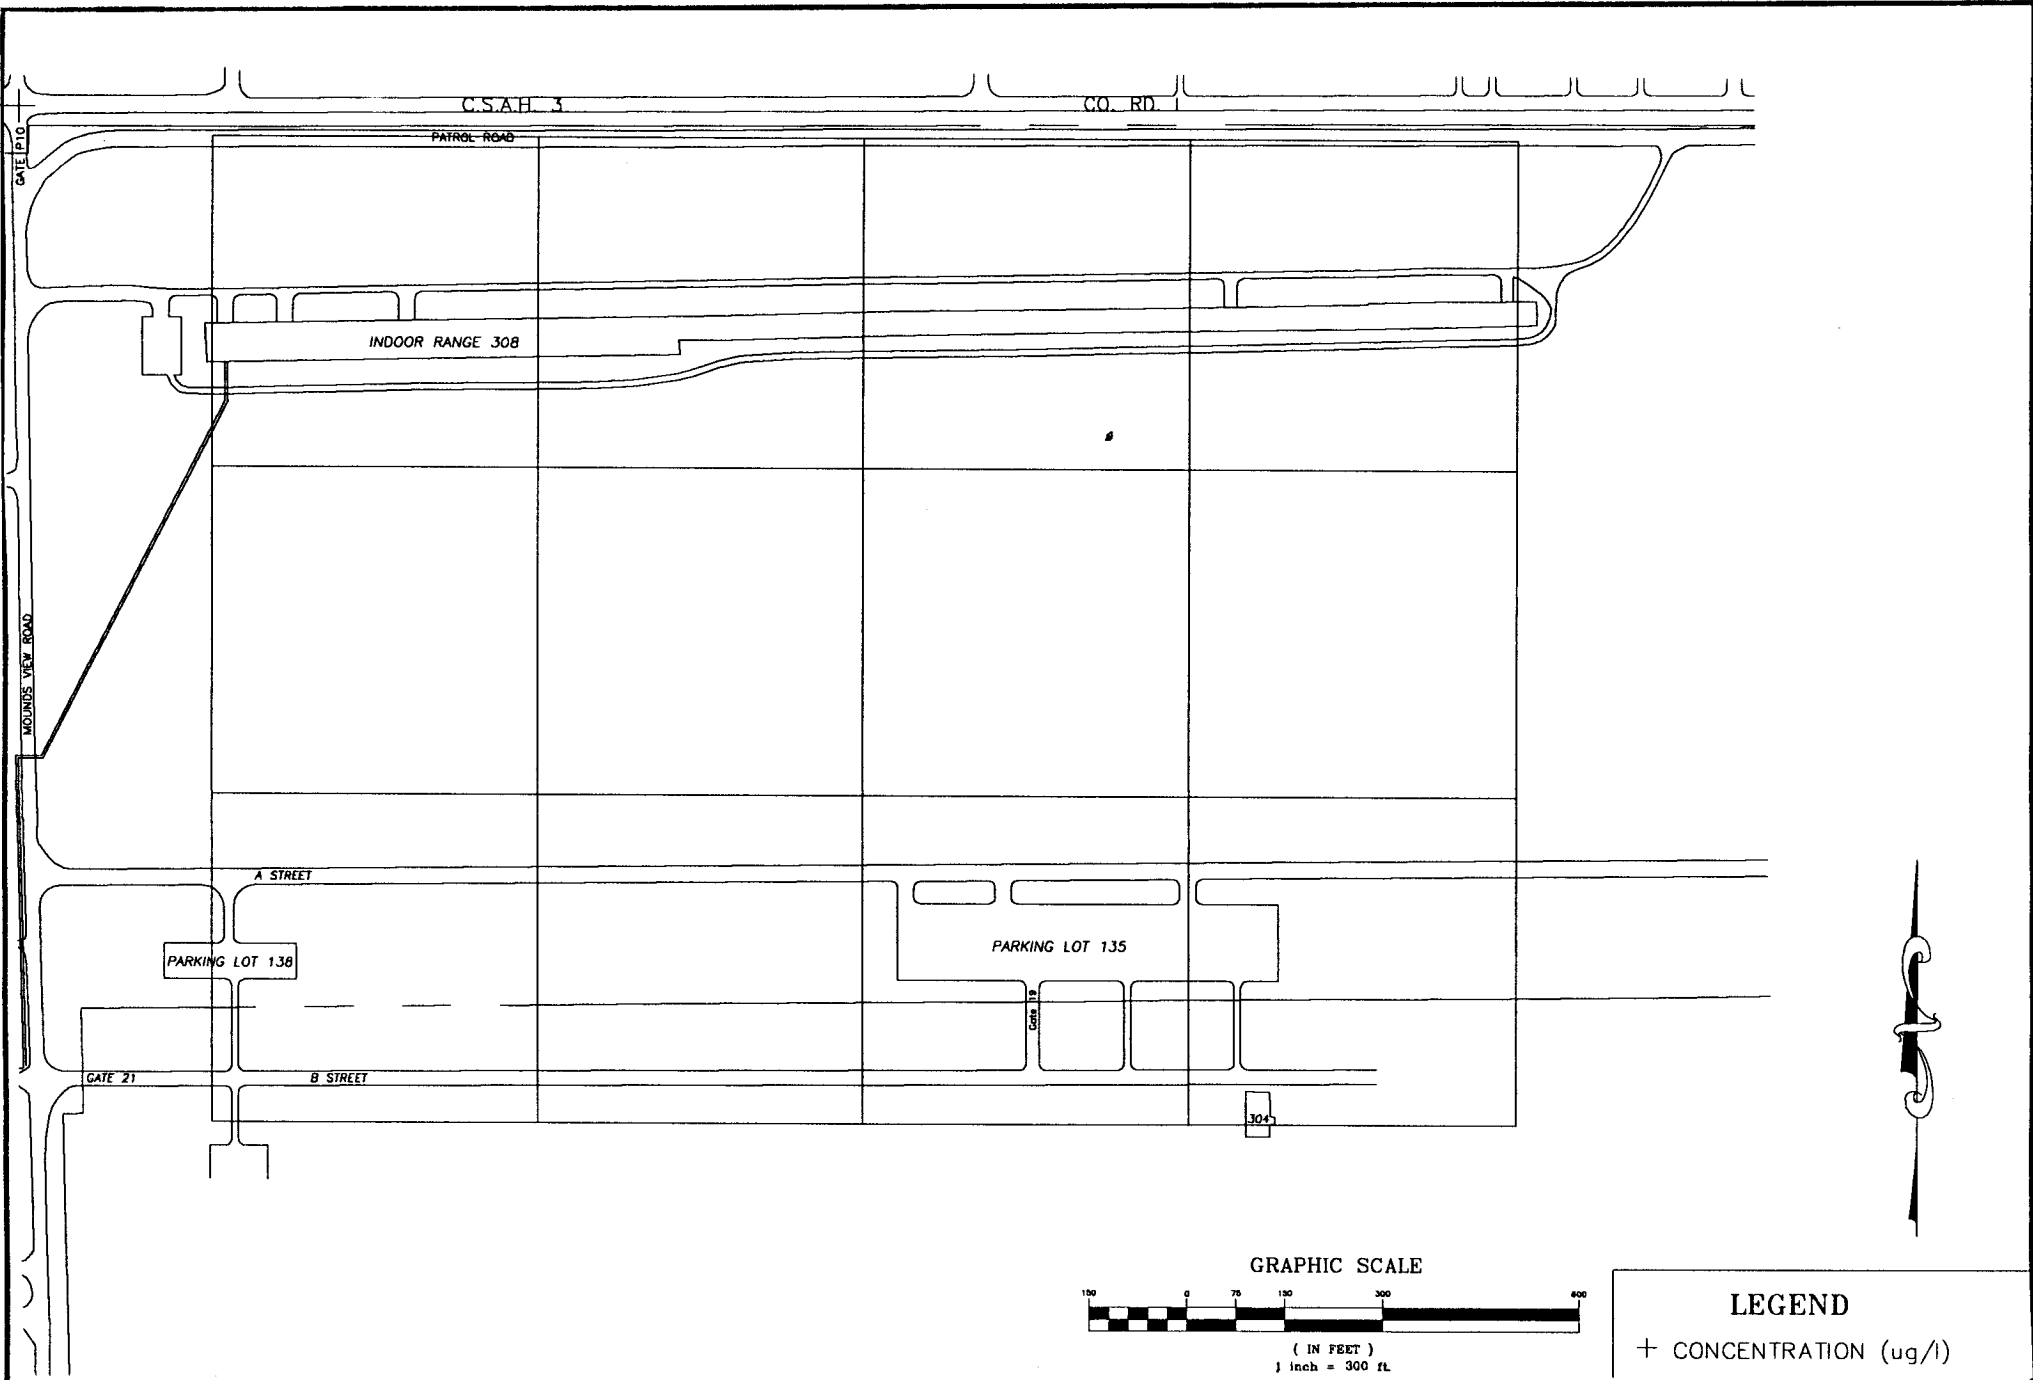 C.S.A.H. 3
CO. RD. I
PATROL ROAD
GATE P10
INDOOR RANGE 308
MOUNDS VIEW ROAD
A STREET
PARKING LOT 138
PARKING LOT 135
Gate 19
GATE 21
B STREET
304
GRAPHIC SCALE
150 0 75 150 300 600
( IN FEET )
1 inch = 300 ft.
LEGEND
+ CONCENTRATION (ug/l)